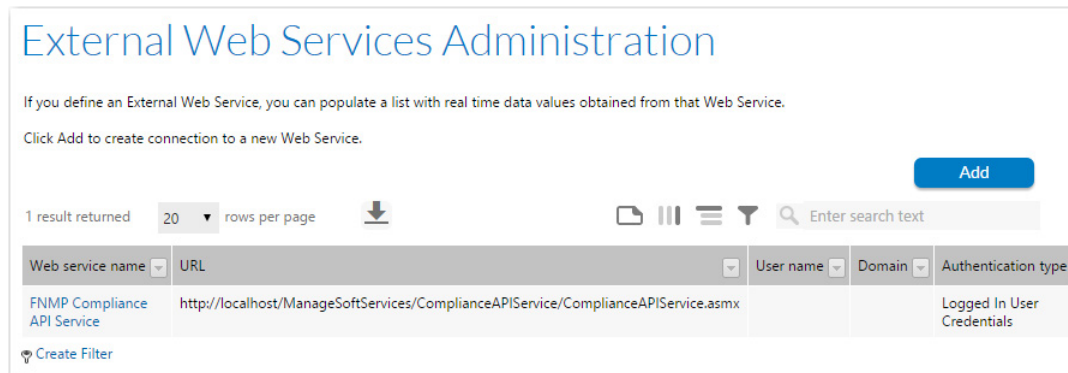 External Web Services Administration
If you define an External Web Service, you can populate a list with real time data values obtained from that Web Service.
Click Add to create connection to a new Web Service.
Add
1 result returned 20 rows per page Enter search text
Web service name URL User name Domain Authentication type
FNMP Compliance http://localhost/ManageSoftServices/ComplianceAPIService/ComplianceAPIService.asmx Logged In User
API Service Credentials
Create Filter